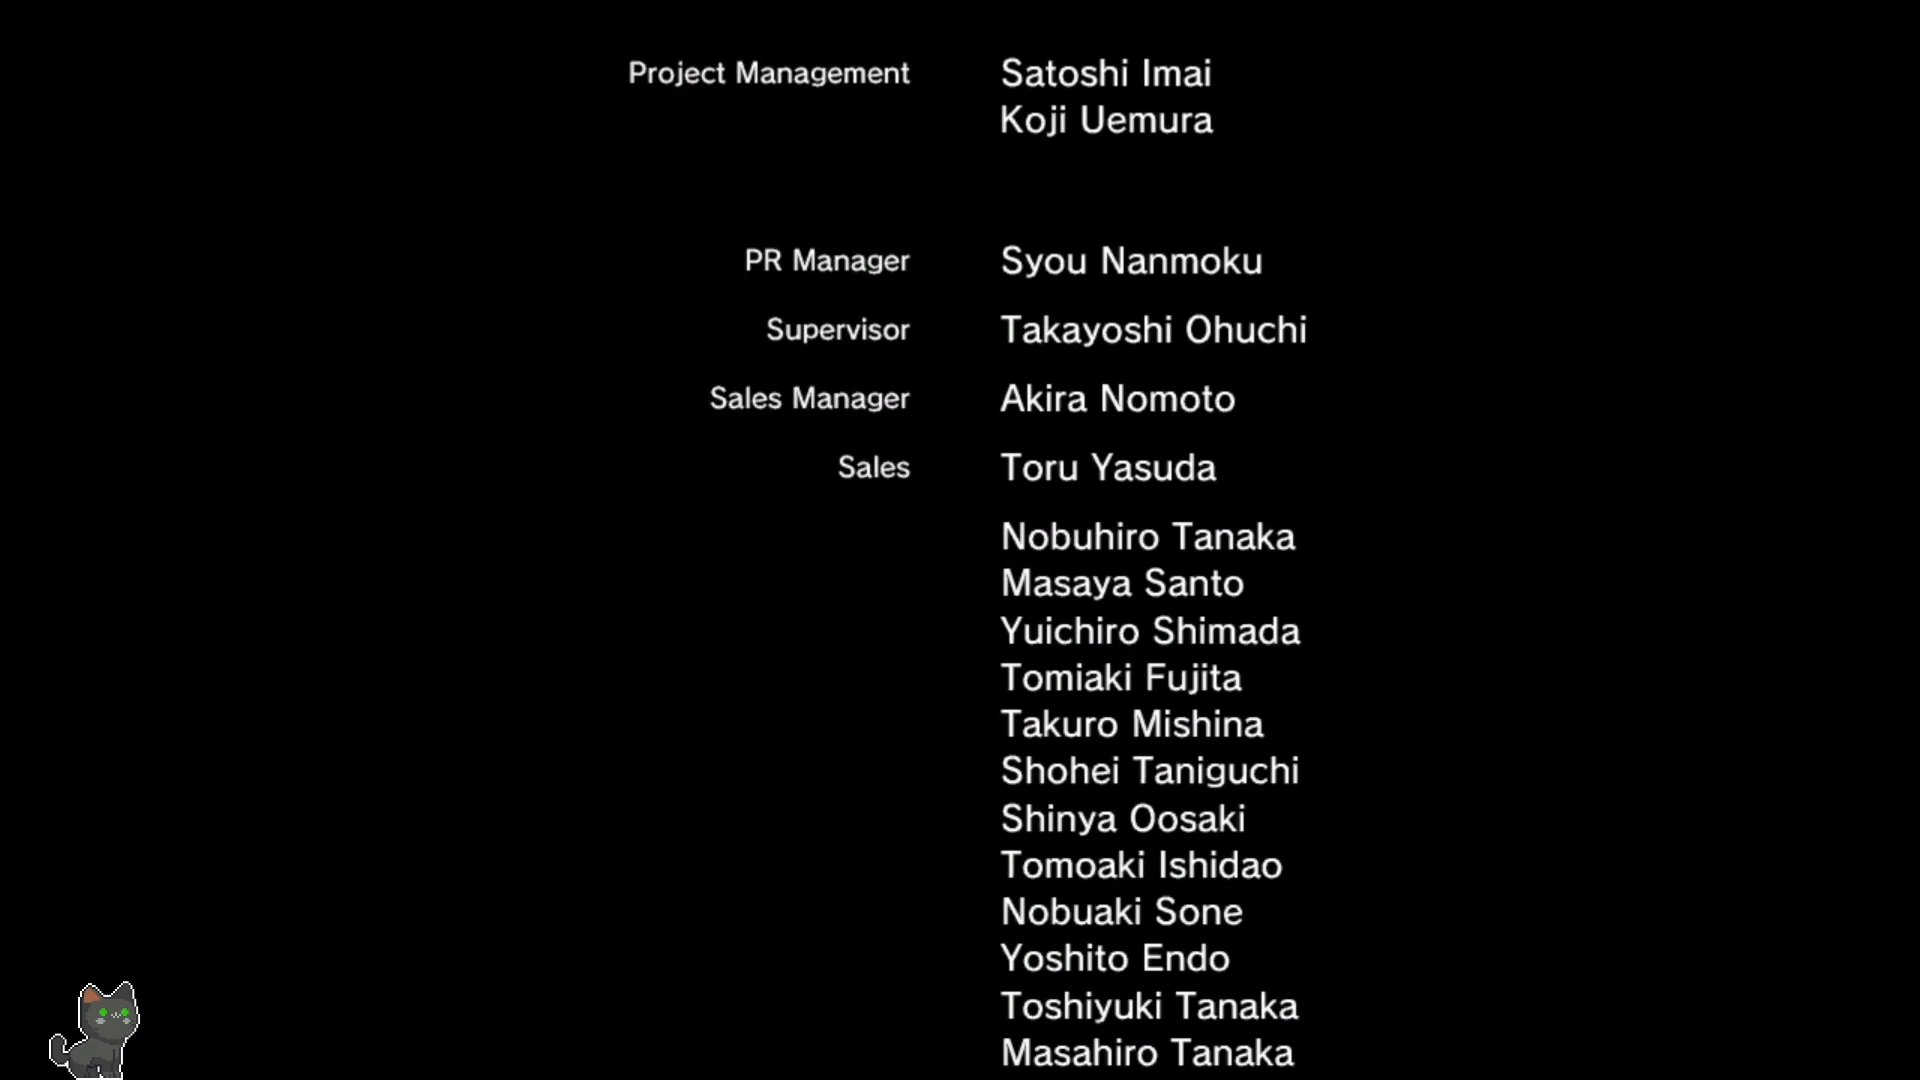 Project Management Satoshi Imai
Koji Uemura
PR Manager Syou Nanmoku
Supervisor Takayoshi Ohuchi
Sales Manager Akira Nomoto
Sales Toru Yasuda
Nobuhiro Tanaka
Masaya Santo
Yuichiro Shimada
Tomiaki Fujita
Takuro Mishina
Shohei Taniguchi
Shinya Oosaki
Tomoaki Ishidao
Nobuaki Sone
Yoshito Endo
Toshiyuki Tanaka
Masahiro Tanaka